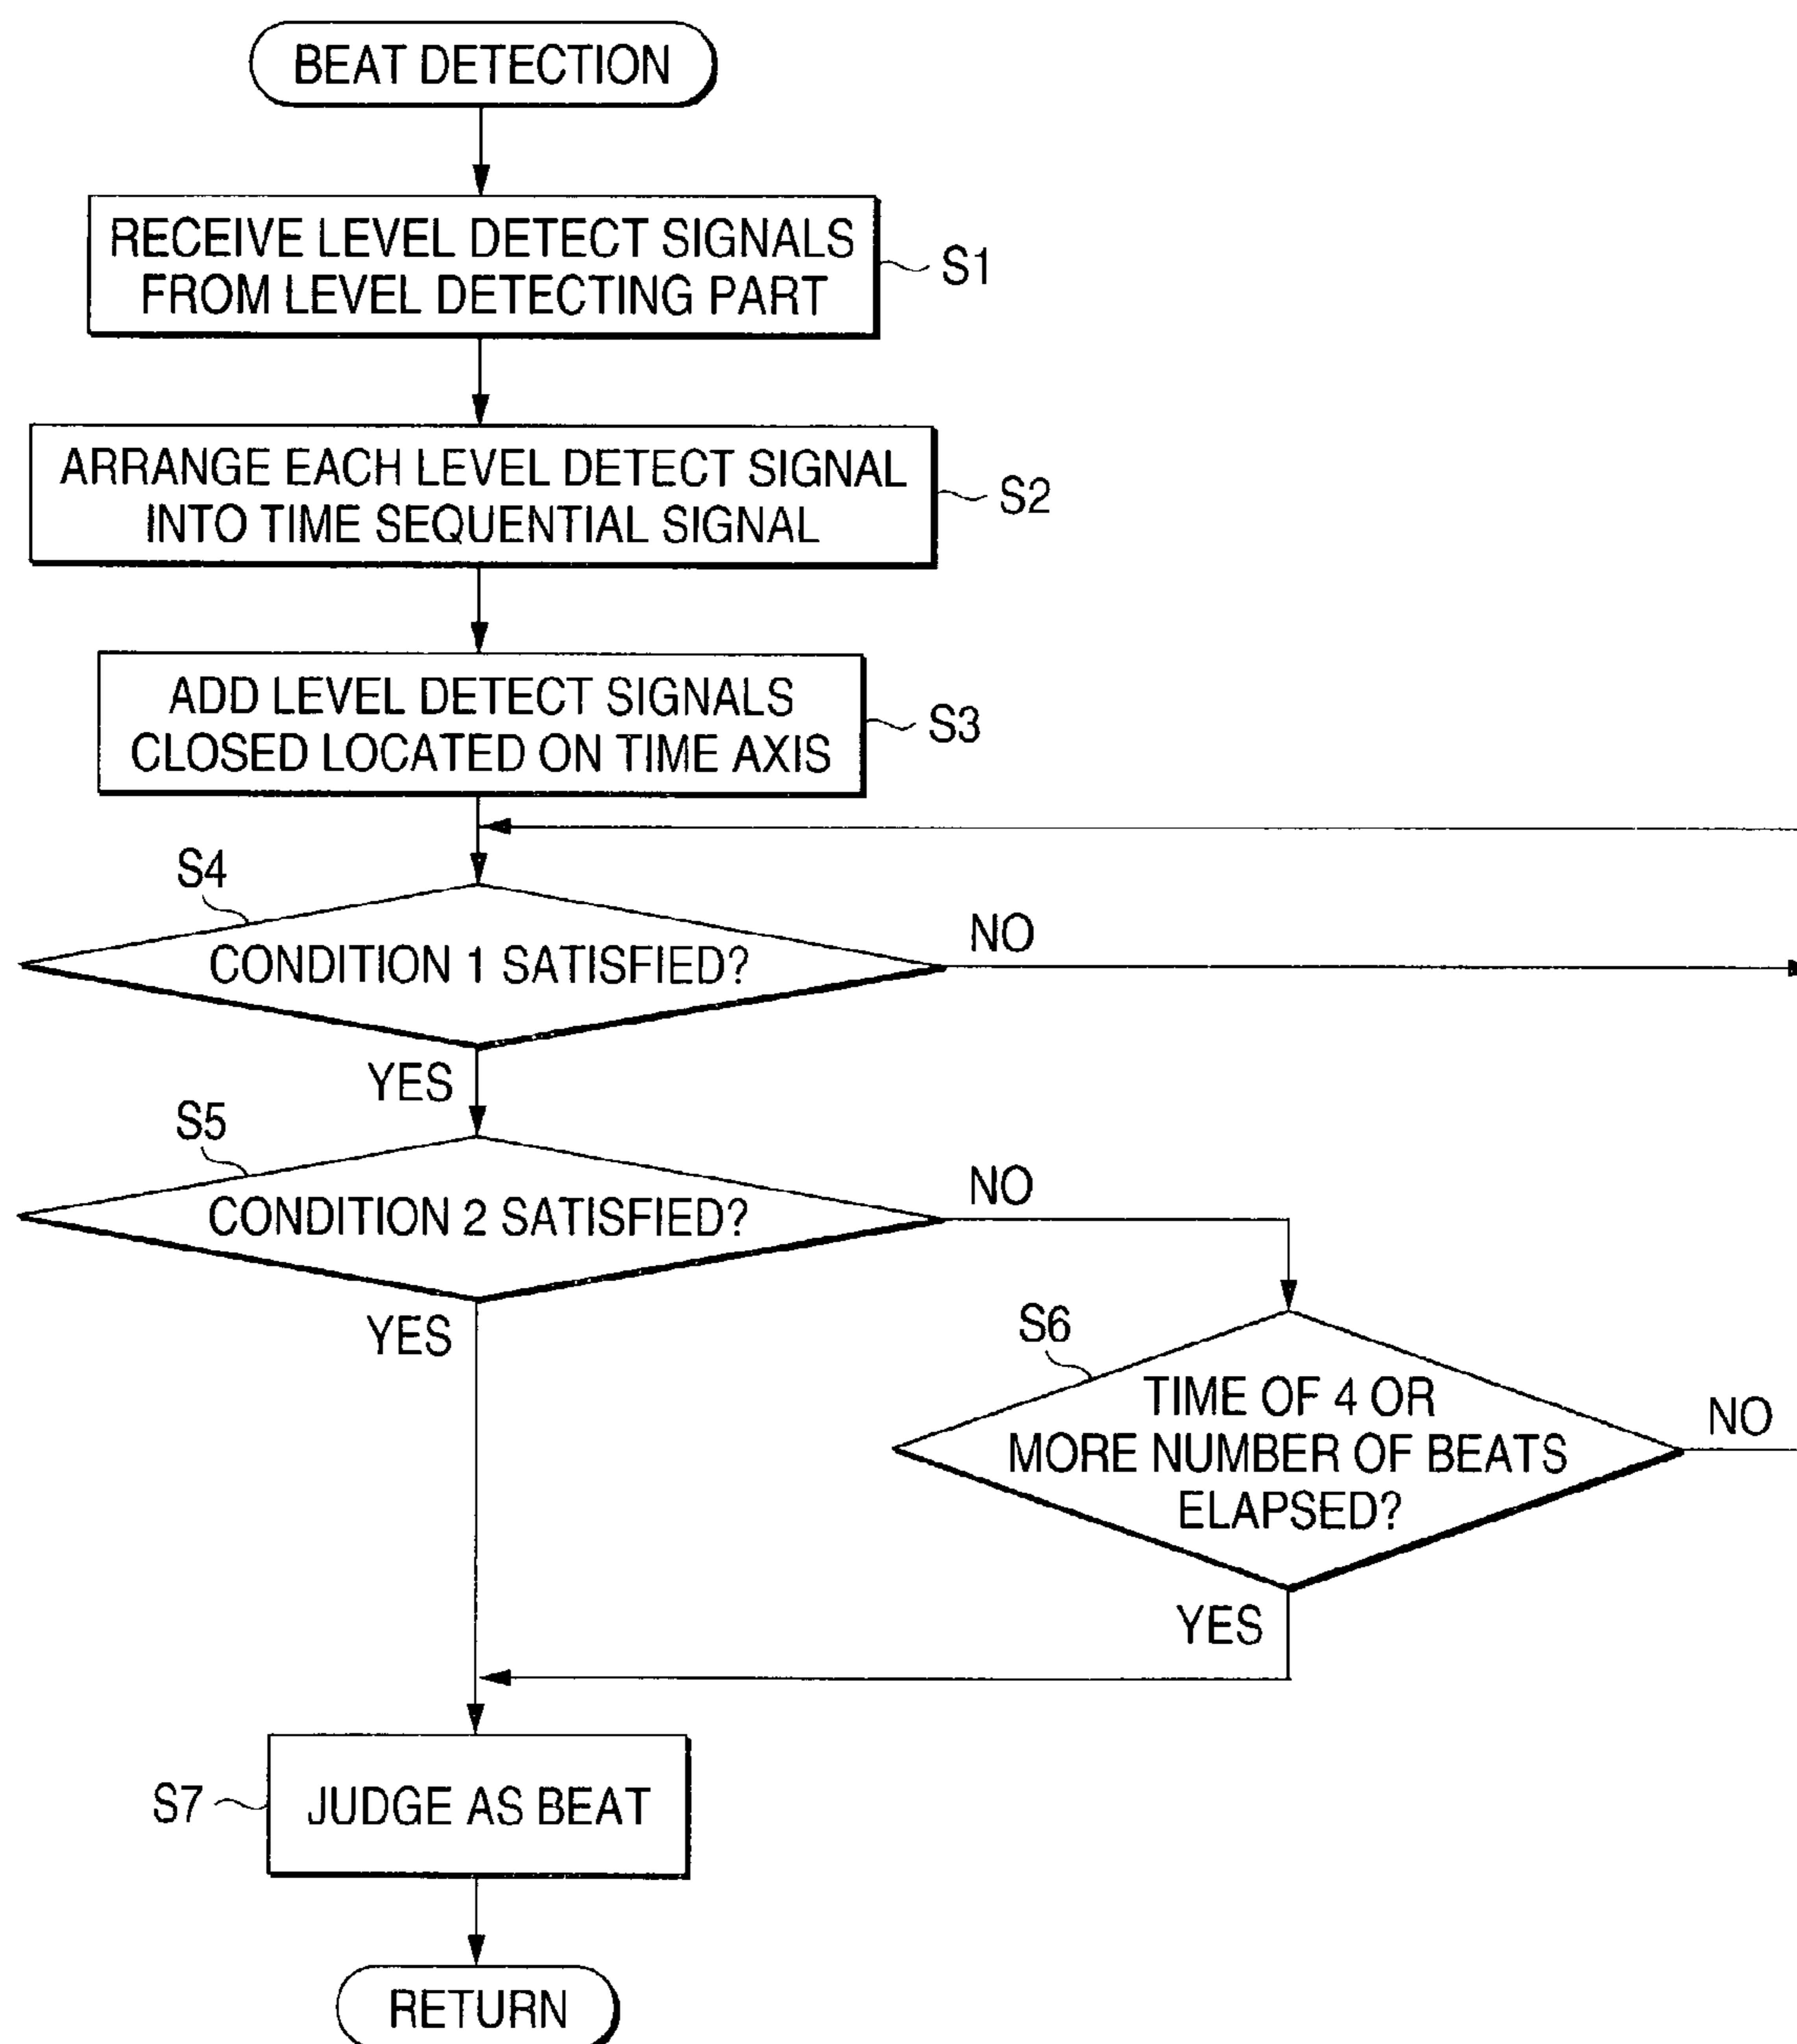 BEAT DETECTION
RECEIVE LEVEL DETECT SIGNALS
FROM LEVEL DETECTING PART
S1
ARRANGE EACH LEVEL DETECT SIGNAL
INTO TIME SEQUENTIAL SIGNAL
S2
ADD LEVEL DETECT SIGNALS
CLOSED LOCATED ON TIME AXIS
S3
S4
CONDITION 1 SATISFIED?
NO
YES
S5
CONDITION 2 SATISFIED?
NO
YES
S6
TIME OF 4 OR
MORE NUMBER OF BEATS
ELAPSED?
NO
YES
S7
JUDGE AS BEAT
RETURN